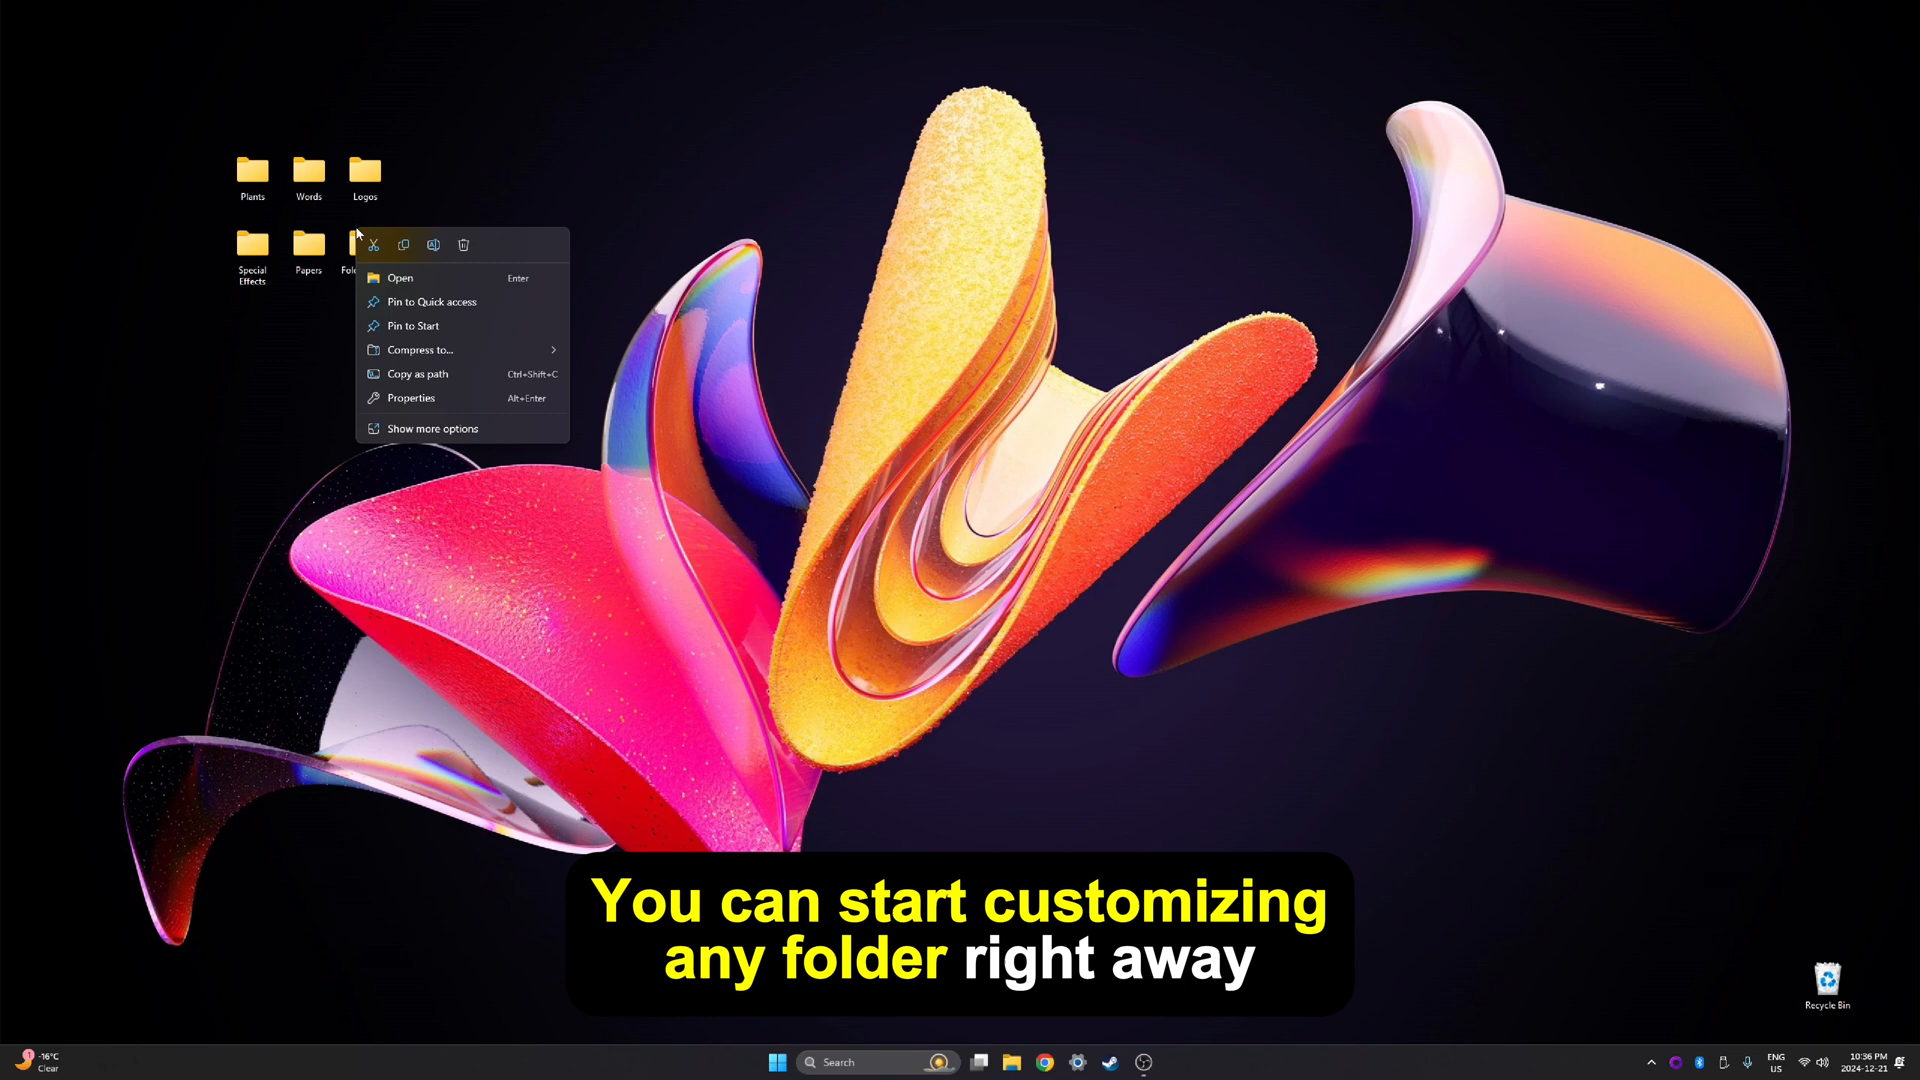 Plants
Words
Logos
Special
Effects
Papers
Fol
Open
Enter
Pin to Quick access
Pin to Start
Compress to...
Copy as path
Ctrl+Shift+C
Properties
Alt+Enter
Show more options
You can start customizing
any folder right away
Recycle Bin
1
-16°C
Clear
Search
ENG
US
10:36 PM
2024-12-21